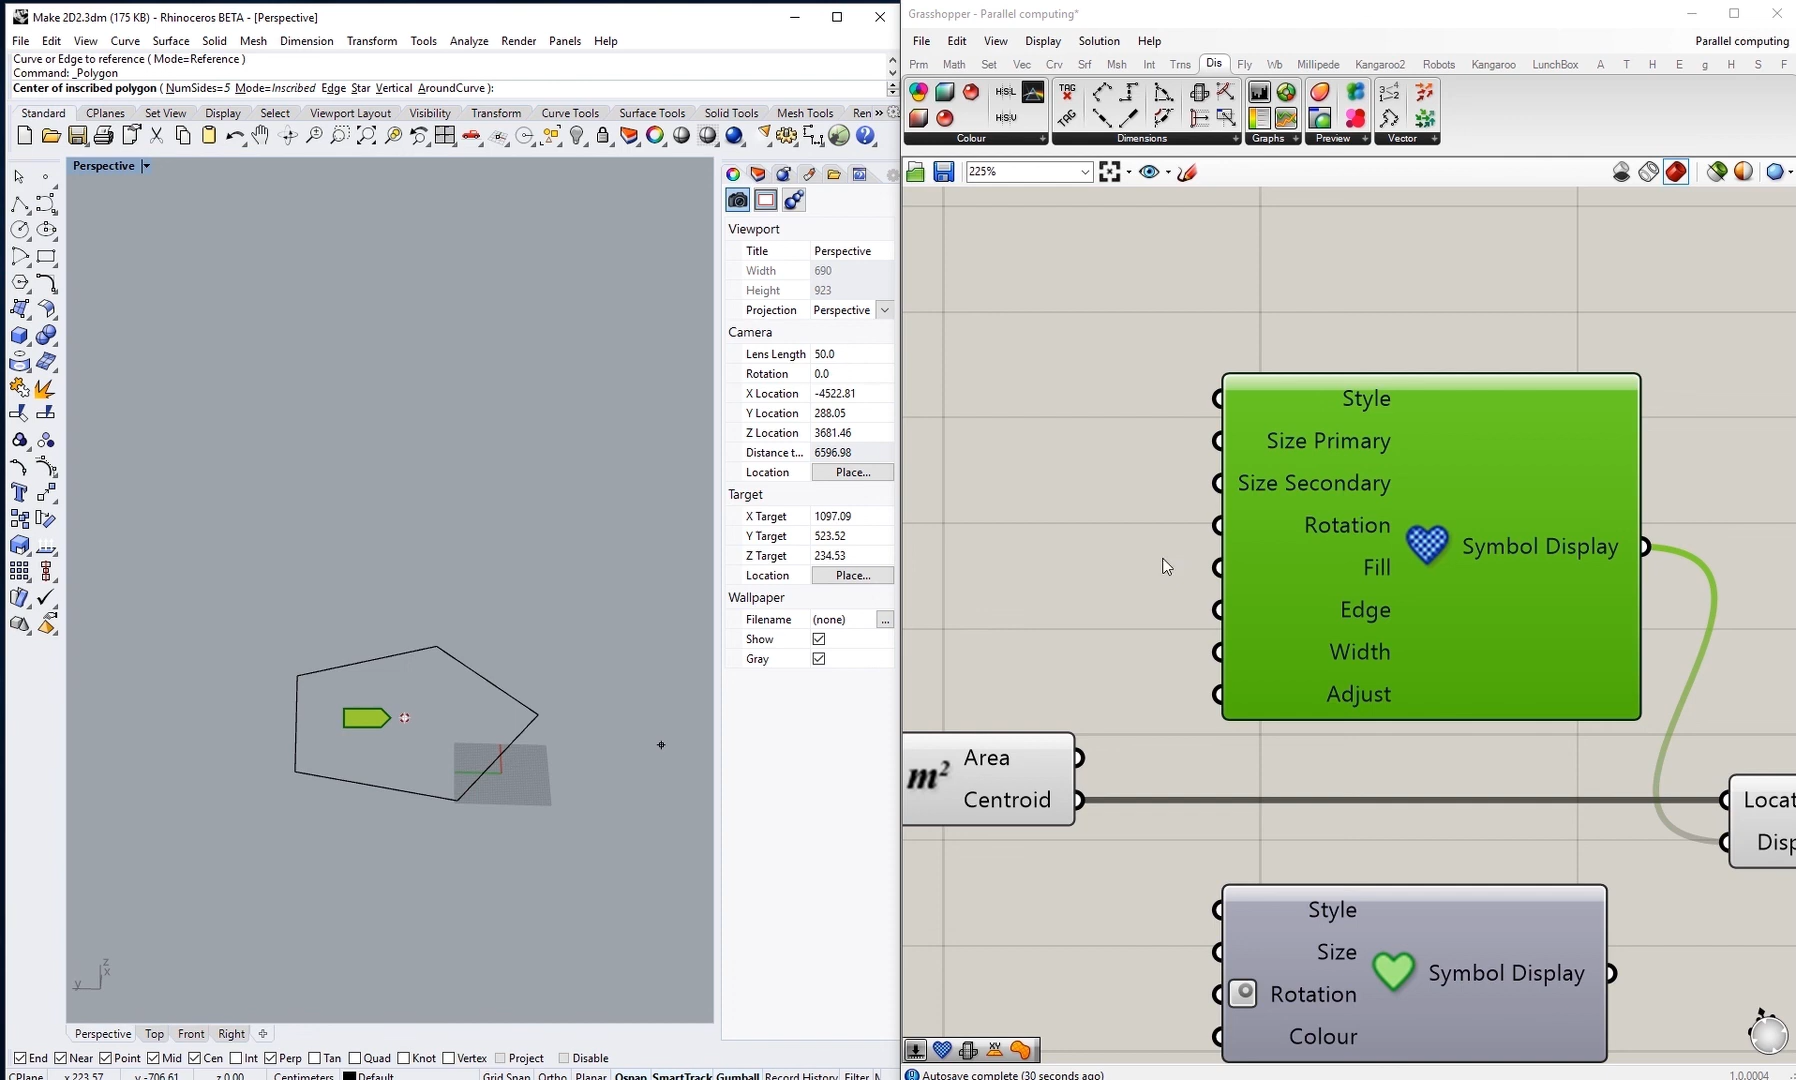 Make 2D2.3dm (175 KB) - Rhinoceros BETA - [Perspective]
File Edit View Curve Surface Solid Mesh Dimension Transform Tools Analyze Render Panels Help
Curve or Edge to reference ( Mode=Reference )
Command: _Polygon
Center of inscribed polygon ( NumSides=5 Mode=Inscribed Edge Star Vertical AroundCurve ):
Standard CPlanes Set View Display Select Viewport Layout Visibility Transform Curve Tools Surface Tools Solid Tools Mesh Tools Ren »
Perspective
Viewport
Title Perspective
Width 690
Height 923
Projection Perspective
Camera
Lens Length 50.0
Rotation 0.0
X Location -4522.81
Y Location 288.05
Z Location 3681.46
Distance t... 6596.98
Location Place...
Target
X Target 1097.09
Y Target 523.52
Z Target 234.53
Location Place...
Wallpaper
Filename (none) ...
Show
Gray
z
x
y
Perspective Top Front Right
End Near Point Mid Cen Int Perp Tan Quad Knot Vertex Project Disable
CPlane x 223.57 y -706.61 z 0.00 Centimeters Default Grid Snap Ortho Planar Osnap SmartTrack Gumball Record History Filter
Grasshopper - Parallel computing*
File Edit View Display Solution Help Parallel computing
Prm Math Set Vec Crv Srf Msh Int Trns Dis Fly Wb Millipede Kangaroo2 Robots Kangaroo LunchBox A T H E g H S F
HSL
HSV
TAG
TAG
Colour Dimensions Graphs Preview Vector
225%
Style
Size Primary
Size Secondary
Rotation
Fill
Edge
Width
Adjust
Symbol Display
m²
Area
Centroid
Locat
Disp
Style
Size
Rotation
Colour
Symbol Display
XY
Autosave complete (30 seconds ago) 1.0.0004